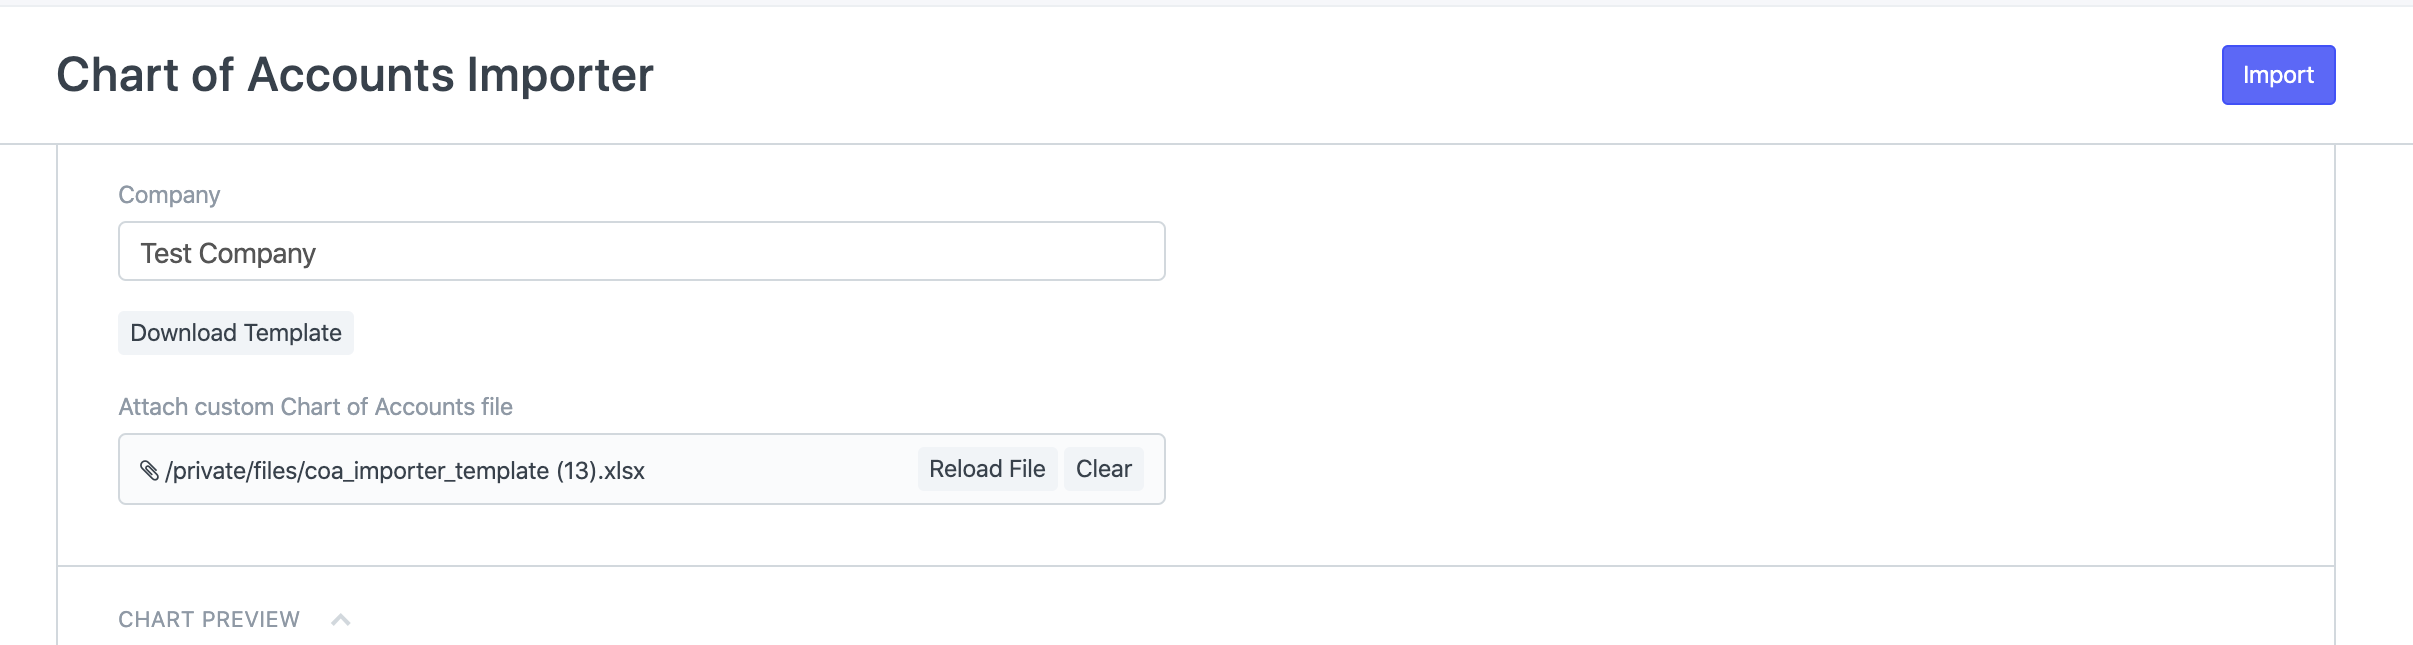 Chart of Accounts Importer
Import
Company
Test Company
Download Template
Attach custom Chart of Accounts file
/private/files/coa_importer_template (13).xlsx
Reload File
Clear
CHART PREVIEW